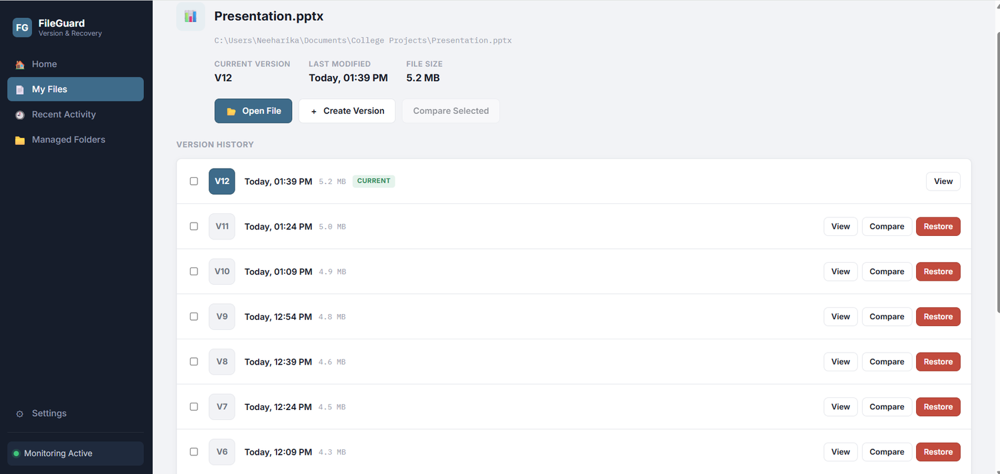 FG
FileGuard
Version & Recovery
Home
My Files
Recent Activity
Managed Folders
Settings
Monitoring Active
Presentation.pptx
C:\Users\Neeharika\Documents\College Projects\Presentation.pptx
CURRENT VERSION LAST MODIFIED FILE SIZE
V12 Today, 01:39 PM 5.2 MB
Open File + Create Version Compare Selected
VERSION HISTORY
V12 Today, 01:39 PM 5.2 MB CURRENT View
V11 Today, 01:24 PM 5.0 MB View Compare Restore
V10 Today, 01:09 PM 4.9 MB View Compare Restore
V9 Today, 12:54 PM 4.8 MB View Compare Restore
V8 Today, 12:39 PM 4.6 MB View Compare Restore
V7 Today, 12:24 PM 4.5 MB View Compare Restore
V6 Today, 12:09 PM 4.3 MB View Compare Restore